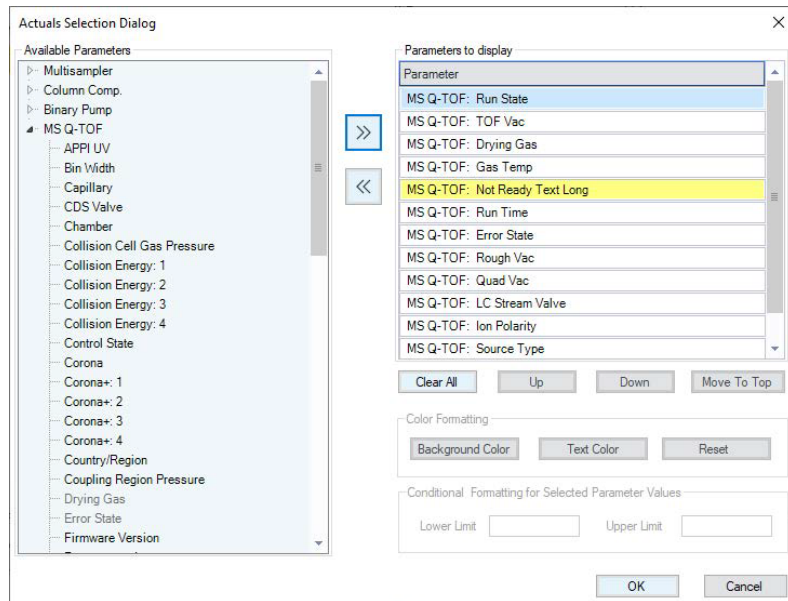 Actuals Selection Dialog
Available Parameters
Multisampler
Column Comp.
Binary Pump
MS Q-TOF
APPI UV
Bin Width
Capillary
CDS Valve
Chamber
Collision Cell Gas Pressure
Collision Energy: 1
Collision Energy: 2
Collision Energy: 3
Collision Energy: 4
Control State
Corona
Corona+: 1
Corona+: 2
Corona+: 3
Corona+: 4
Country/Region
Coupling Region Pressure
Drying Gas
Error State
Firmware Version
>>
<<
Parameters to display
Parameter
MS Q-TOF: Run State
MS Q-TOF: TOF Vac
MS Q-TOF: Drying Gas
MS Q-TOF: Gas Temp
MS Q-TOF: Not Ready Text Long
MS Q-TOF: Run Time
MS Q-TOF: Error State
MS Q-TOF: Rough Vac
MS Q-TOF: Quad Vac
MS Q-TOF: LC Stream Valve
MS Q-TOF: Ion Polarity
MS Q-TOF: Source Type
Clear All Up Down Move To Top
Color Formatting
Background Color Text Color Reset
Conditional Formatting for Selected Parameter Values
Lower Limit Upper Limit
OK Cancel